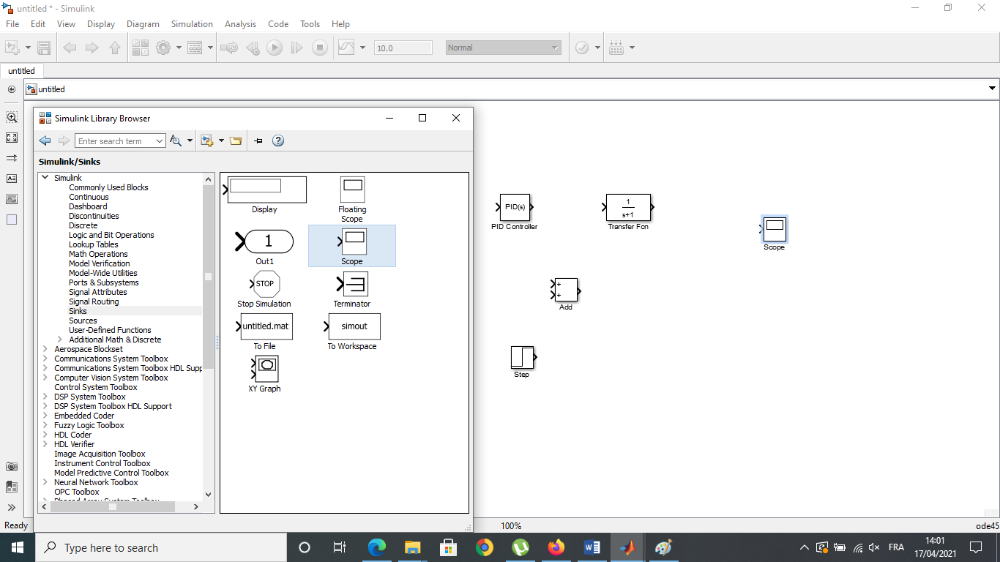 untitled * - Simulink
File Edit View Display Diagram Simulation Analysis Code Tools Help
10.0 Normal
untitled
untitled
Simulink Library Browser
Enter search term
Simulink/Sinks
Simulink
Commonly Used Blocks
Continuous
Dashboard
Discontinuities
Discrete
Logic and Bit Operations
Lookup Tables
Math Operations
Model Verification
Model-Wide Utilities
Ports & Subsystems
Signal Attributes
Signal Routing
Sinks
Sources
User-Defined Functions
Additional Math & Discrete
Aerospace Blockset
Communications System Toolbox
Communications System Toolbox HDL Supp
Computer Vision System Toolbox
Control System Toolbox
DSP System Toolbox
DSP System Toolbox HDL Support
Embedded Coder
Fuzzy Logic Toolbox
HDL Coder
HDL Verifier
Image Acquisition Toolbox
Instrument Control Toolbox
Model Predictive Control Toolbox
Neural Network Toolbox
OPC Toolbox
Phased Array System Toolbox
Display
Floating
Scope
1
Out1
Scope
STOP
Stop Simulation
Terminator
untitled.mat
To File
simout
To Workspace
XY Graph
PID(s)
PID Controller
1
s+1
Transfer Fcn
Scope
+
+
Add
Step
Ready 100% ode45
Type here to search
FRA
14:01
17/04/2021